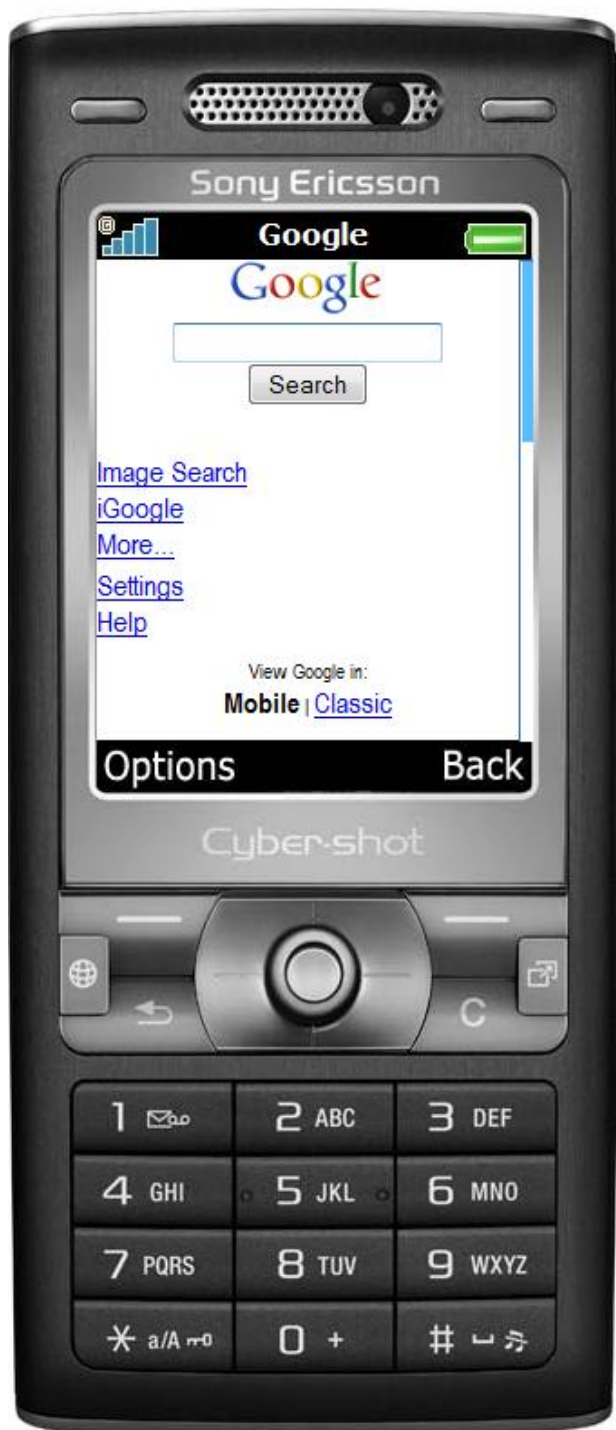 Sony Ericsson
Google
Google
Search
Image Search
iGoogle
More...
Settings
Help
View Google in:
Mobile | Classic
Options Back
Cyber-shot
C
1 2 ABC 3 DEF
4 GHI 5 JKL 6 MNO
7 PQRS 8 TUV 9 WXYZ
* a/A 0 + #